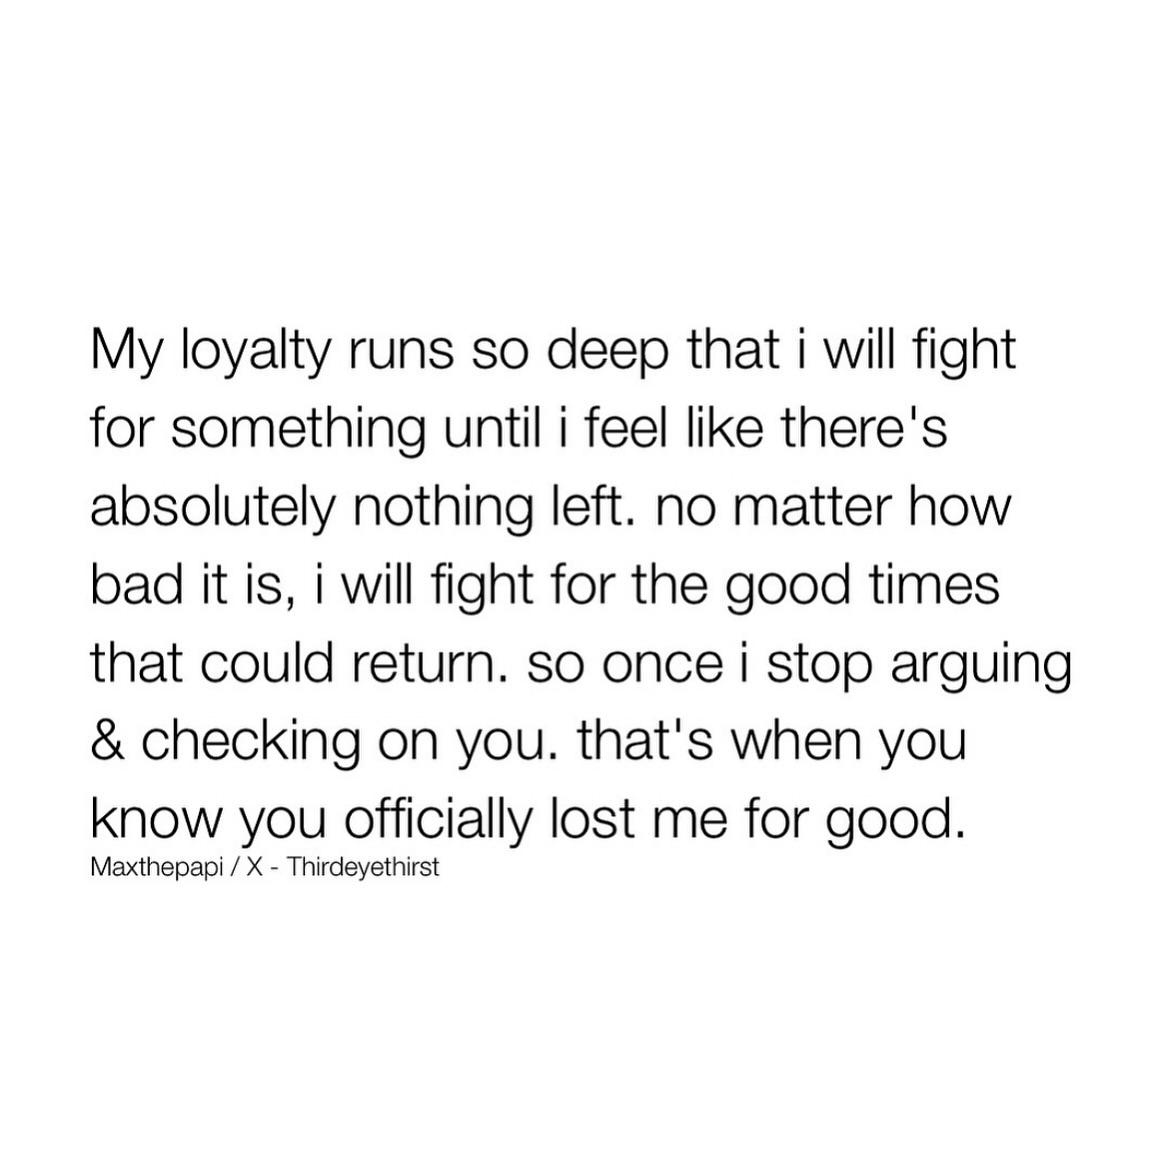 My loyalty runs so deep that i will fight
for something until i feel like there's
absolutely nothing left. no matter how
bad it is, i will fight for the good times
that could return. so once i stop arguing
& checking on you. that's when you
know you officially lost me for good.
Maxthepapi / X - Thirdeyethirst